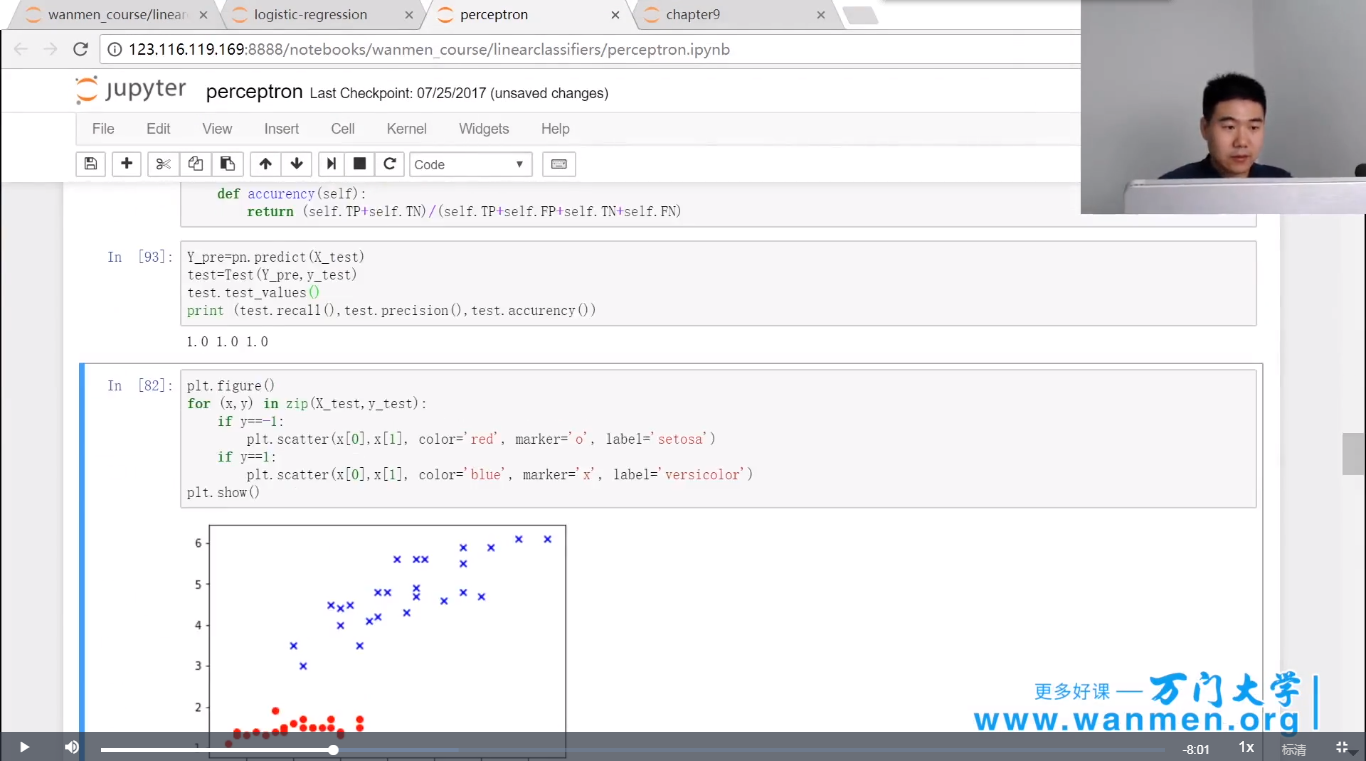 wanmen_course/linear
logistic-regression
perceptron
chapter9
123.116.119.169:8888/notebooks/wanmen_course/linearclassifiers/perceptron.ipynb
jupyter perceptron Last Checkpoint: 07/25/2017 (unsaved changes)
File Edit View Insert Cell Kernel Widgets Help
Code
def accurency(self):
return (self.TP+self.TN)/(self.TP+self.FP+self.TN+self.FN)
In [93]: Y_pre=pn.predict(X_test)
test=Test(Y_pre,y_test)
test.test_values()
print (test.recall(),test.precision(),test.accurency())
1.0 1.0 1.0
In [82]: plt.figure()
for (x,y) in zip(X_test,y_test):
if y==-1:
plt.scatter(x[0],x[1], color='red', marker='o', label='setosa')
if y==1:
plt.scatter(x[0],x[1], color='blue', marker='x', label='versicolor')
plt.show()
6
5
4
3
2
1
更多好课 — 万门大学
www.wanmen.org
-8:01 1x 标清